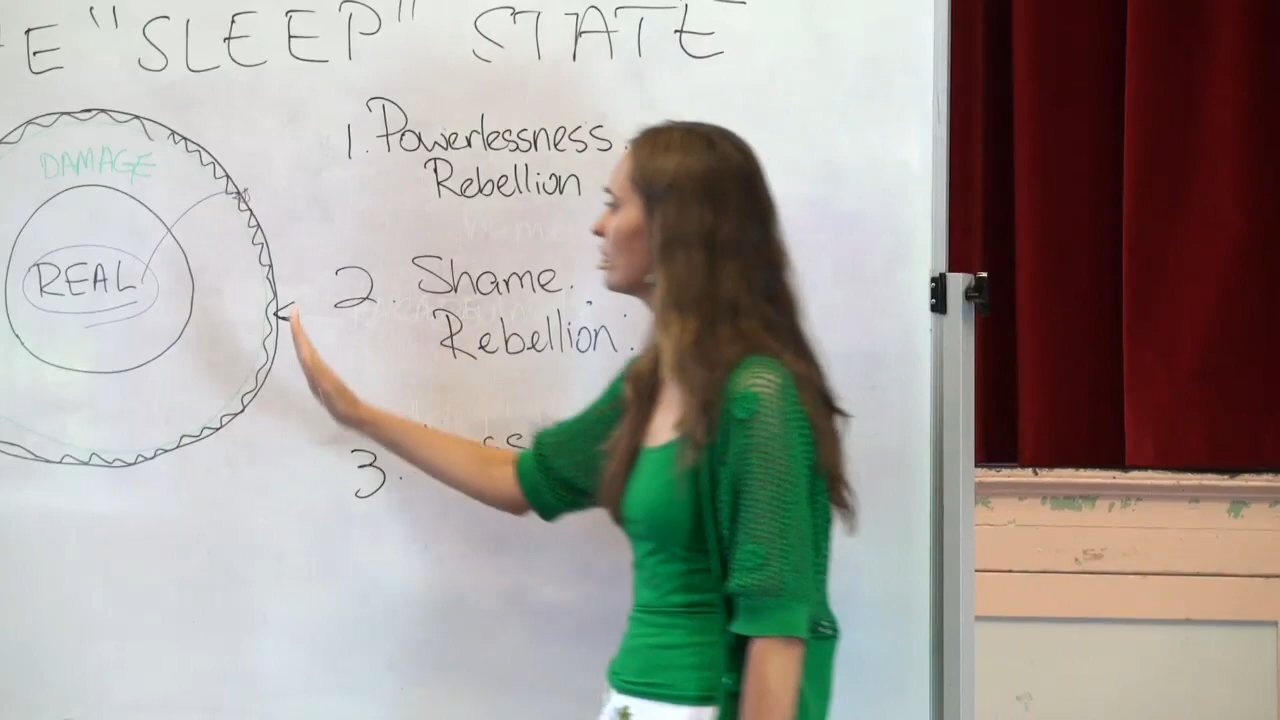 E "SLEEP" STATE
DAMAGE
REAL
1. Powerlessness.
Rebellion
2 Shame.
Rebellion:
3.